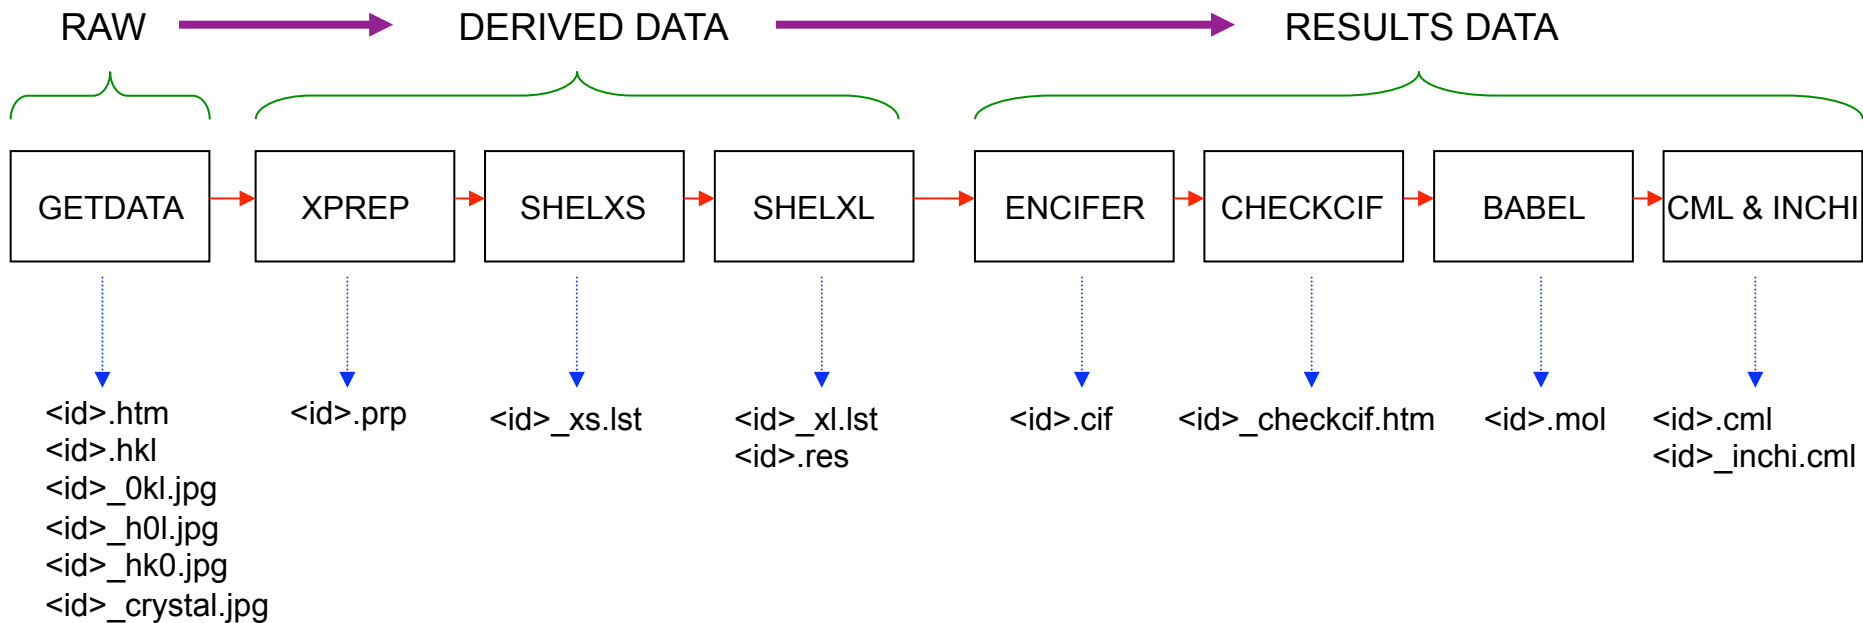 RAW
DERIVED DATA
RESULTS DATA
GETDATA
XPREP
SHELXS
SHELXL
ENCIFER
CHECKCIF
BABEL
CML & INCHI
<id>.htm
<id>.hkl
<id>_0kl.jpg
<id>_h0l.jpg
<id>_hk0.jpg
<id>_crystal.jpg
<id>.prp
<id>_xs.lst
<id>_xl.lst
<id>.res
<id>.cif
<id>_checkcif.htm
<id>.mol
<id>.cml
<id>_inchi.cml